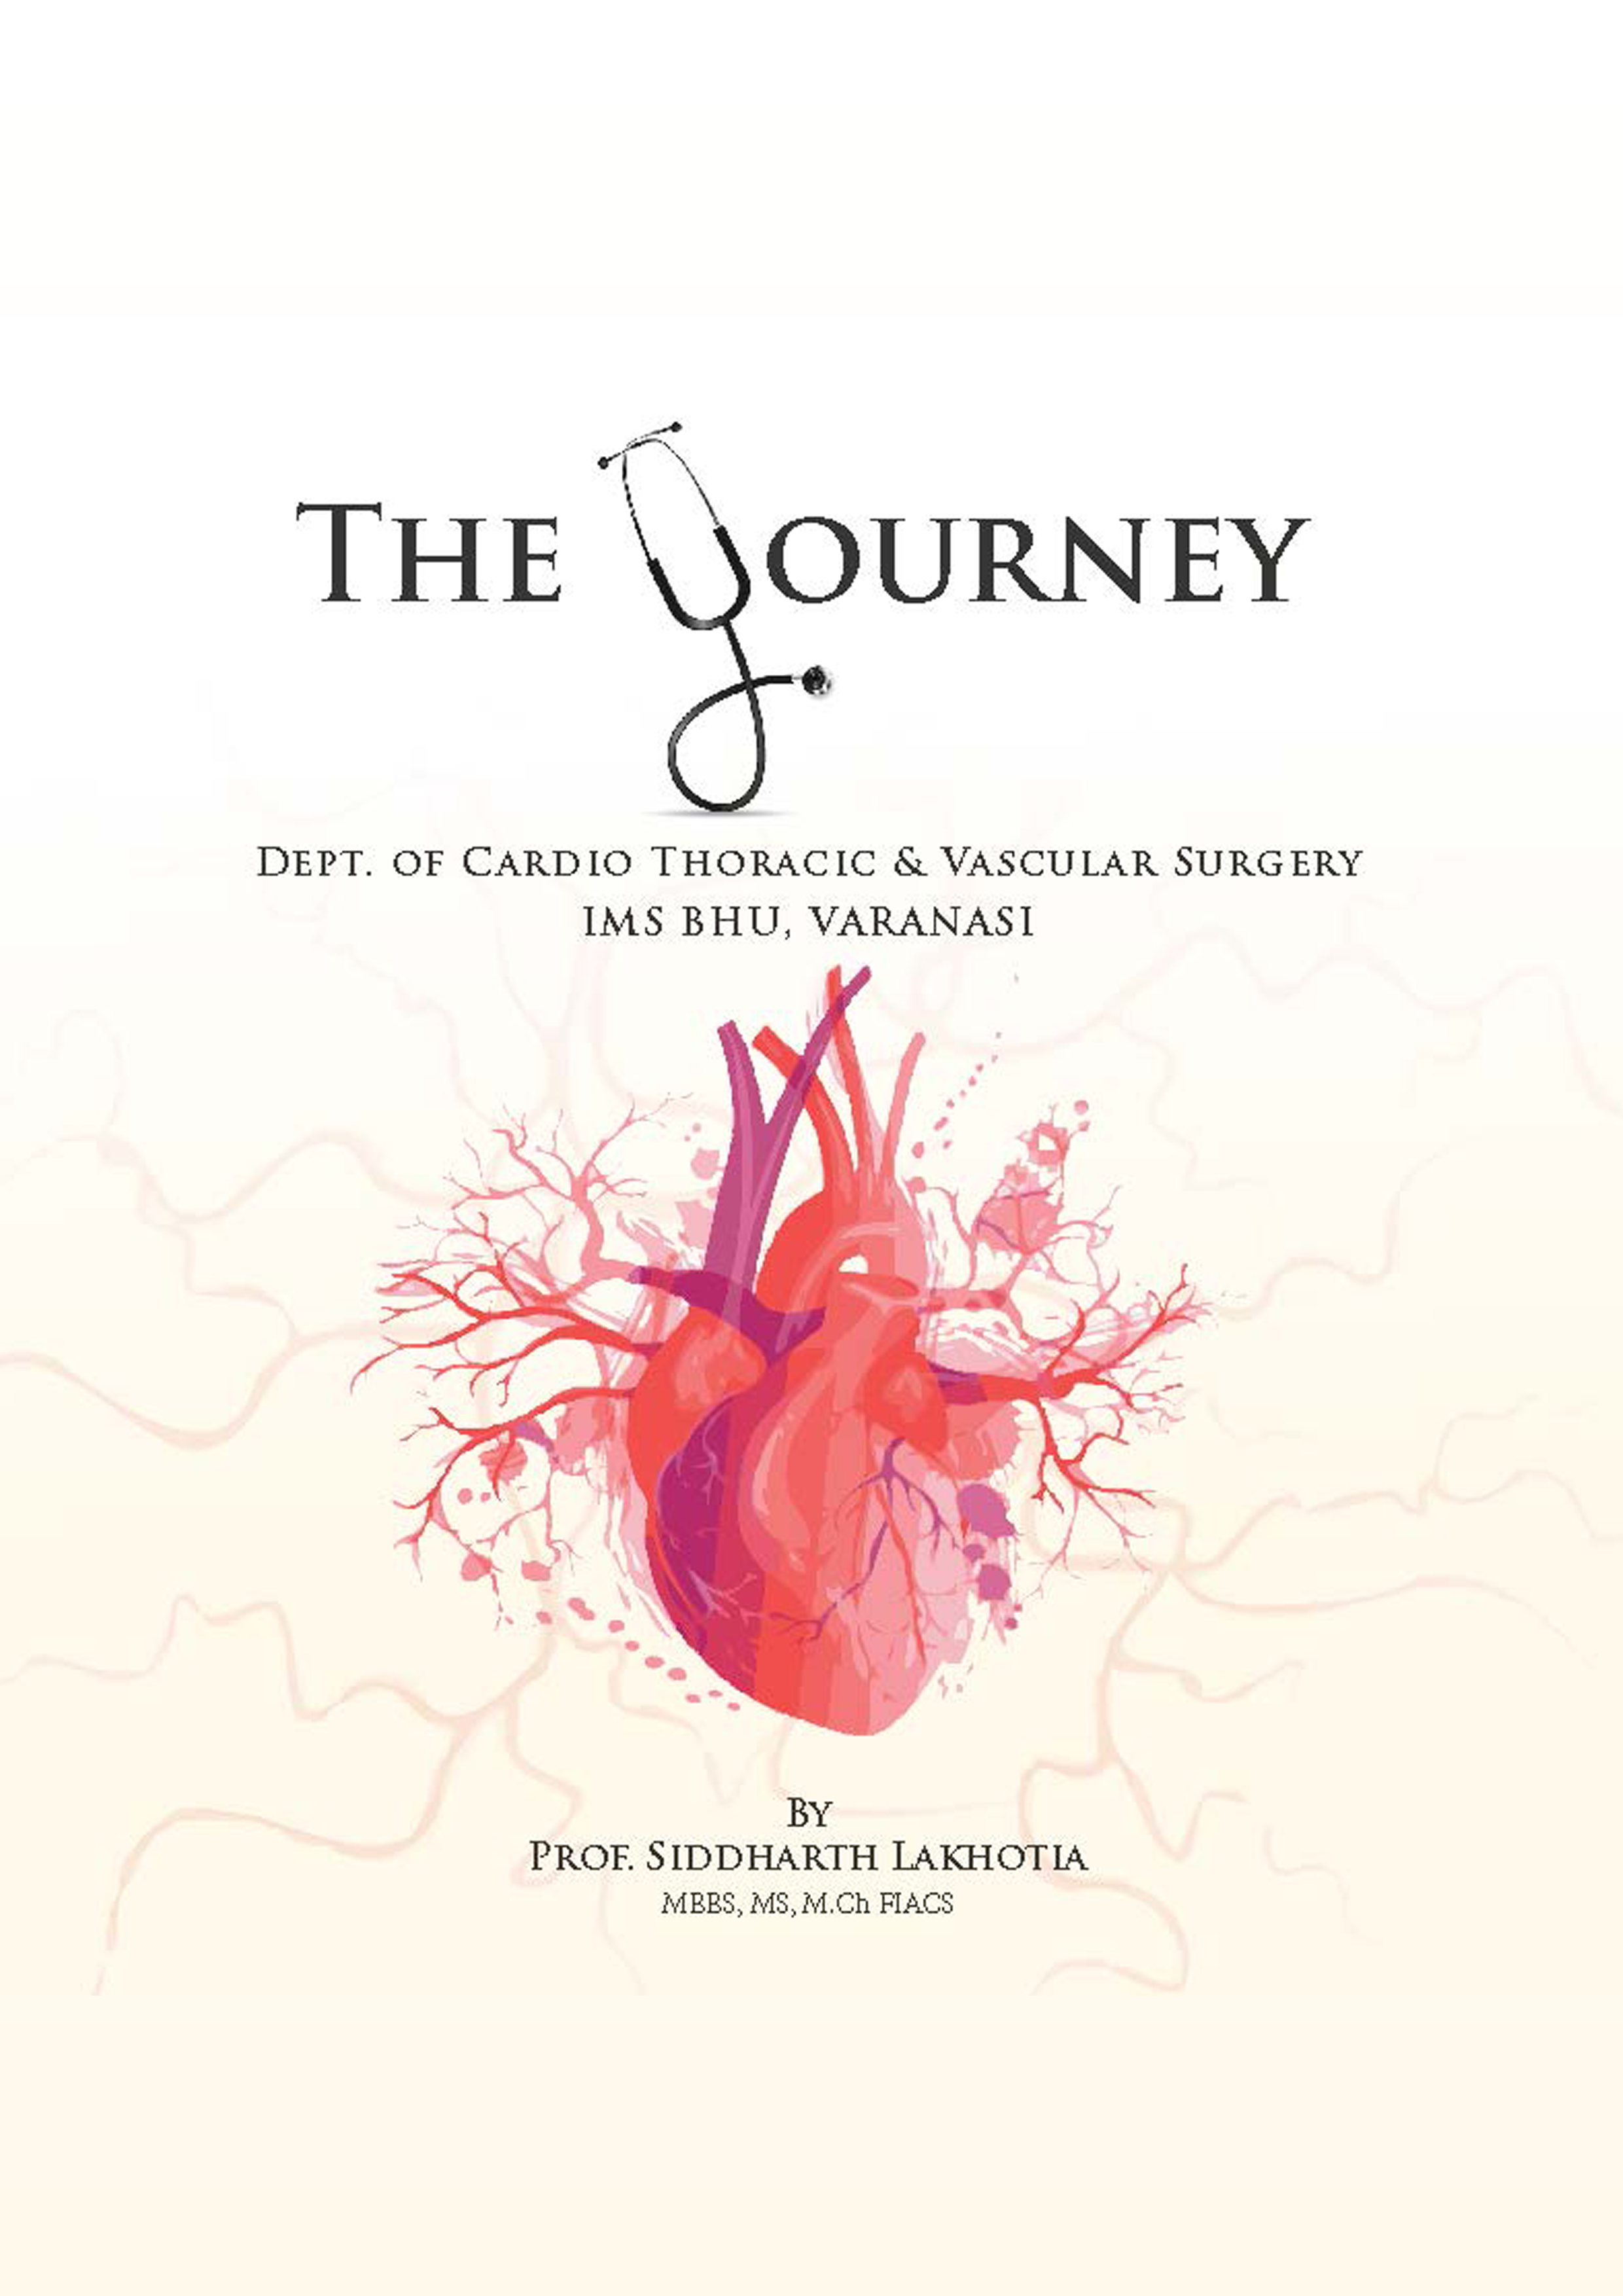 THE JOURNEY
DEPT. OF CARDIO THORACIC & VASCULAR SURGERY
IMS BHU, VARANASI
BY
PROF. SIDDHARTH LAKHOTIA
MBBS, MS, M.Ch FIACS